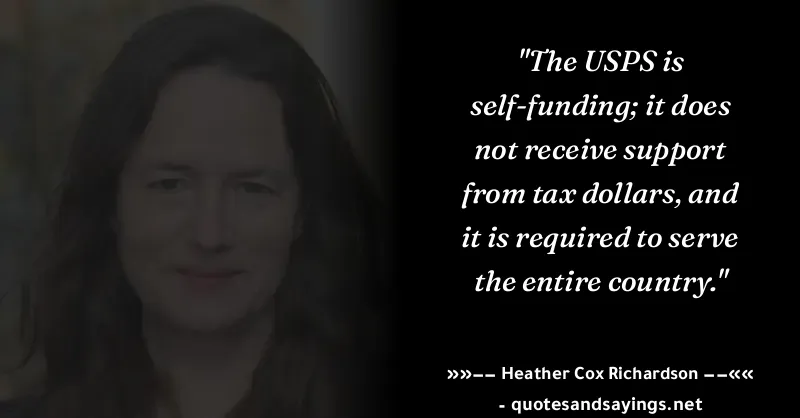 "The USPS is
self-funding; it does
not receive support
from tax dollars, and
it is required to serve
the entire country."
»»−− Heather Cox Richardson −−««
- quotesandsayings.net